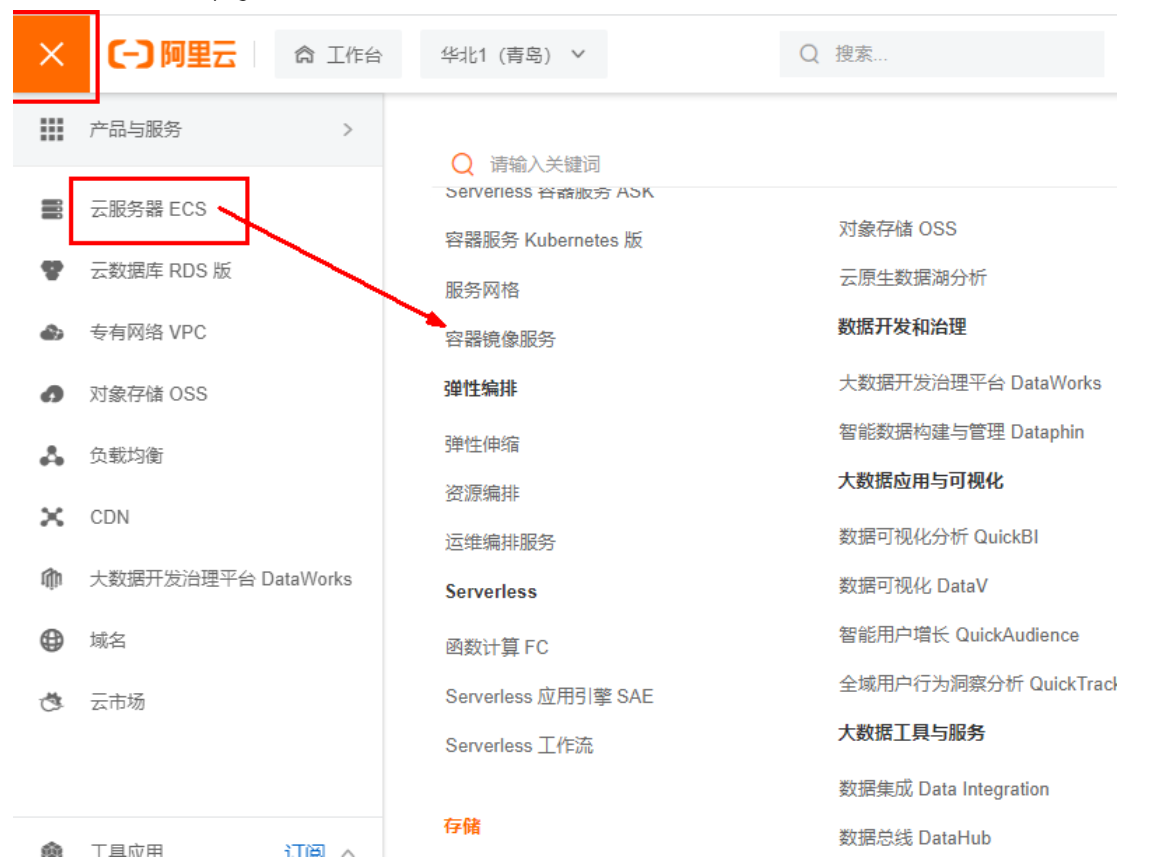 阿里云
工作台
华北1（青岛）
搜索...
产品与服务
云服务器 ECS
云数据库 RDS 版
专有网络 VPC
对象存储 OSS
负载均衡
CDN
大数据开发治理平台 DataWorks
域名
云市场
工具应用
订阅
请输入关键词
Serverless 容器服务 ASK
容器服务 Kubernetes 版
服务网格
容器镜像服务
弹性编排
弹性伸缩
资源编排
运维编排服务
Serverless
函数计算 FC
Serverless 应用引擎 SAE
Serverless 工作流
存储
对象存储 OSS
云原生数据湖分析
数据开发和治理
大数据开发治理平台 DataWorks
智能数据构建与管理 Dataphin
大数据应用与可视化
数据可视化分析 QuickBI
数据可视化 DataV
智能用户增长 QuickAudience
全域用户行为洞察分析 QuickTrack
大数据工具与服务
数据集成 Data Integration
数据总线 DataHub